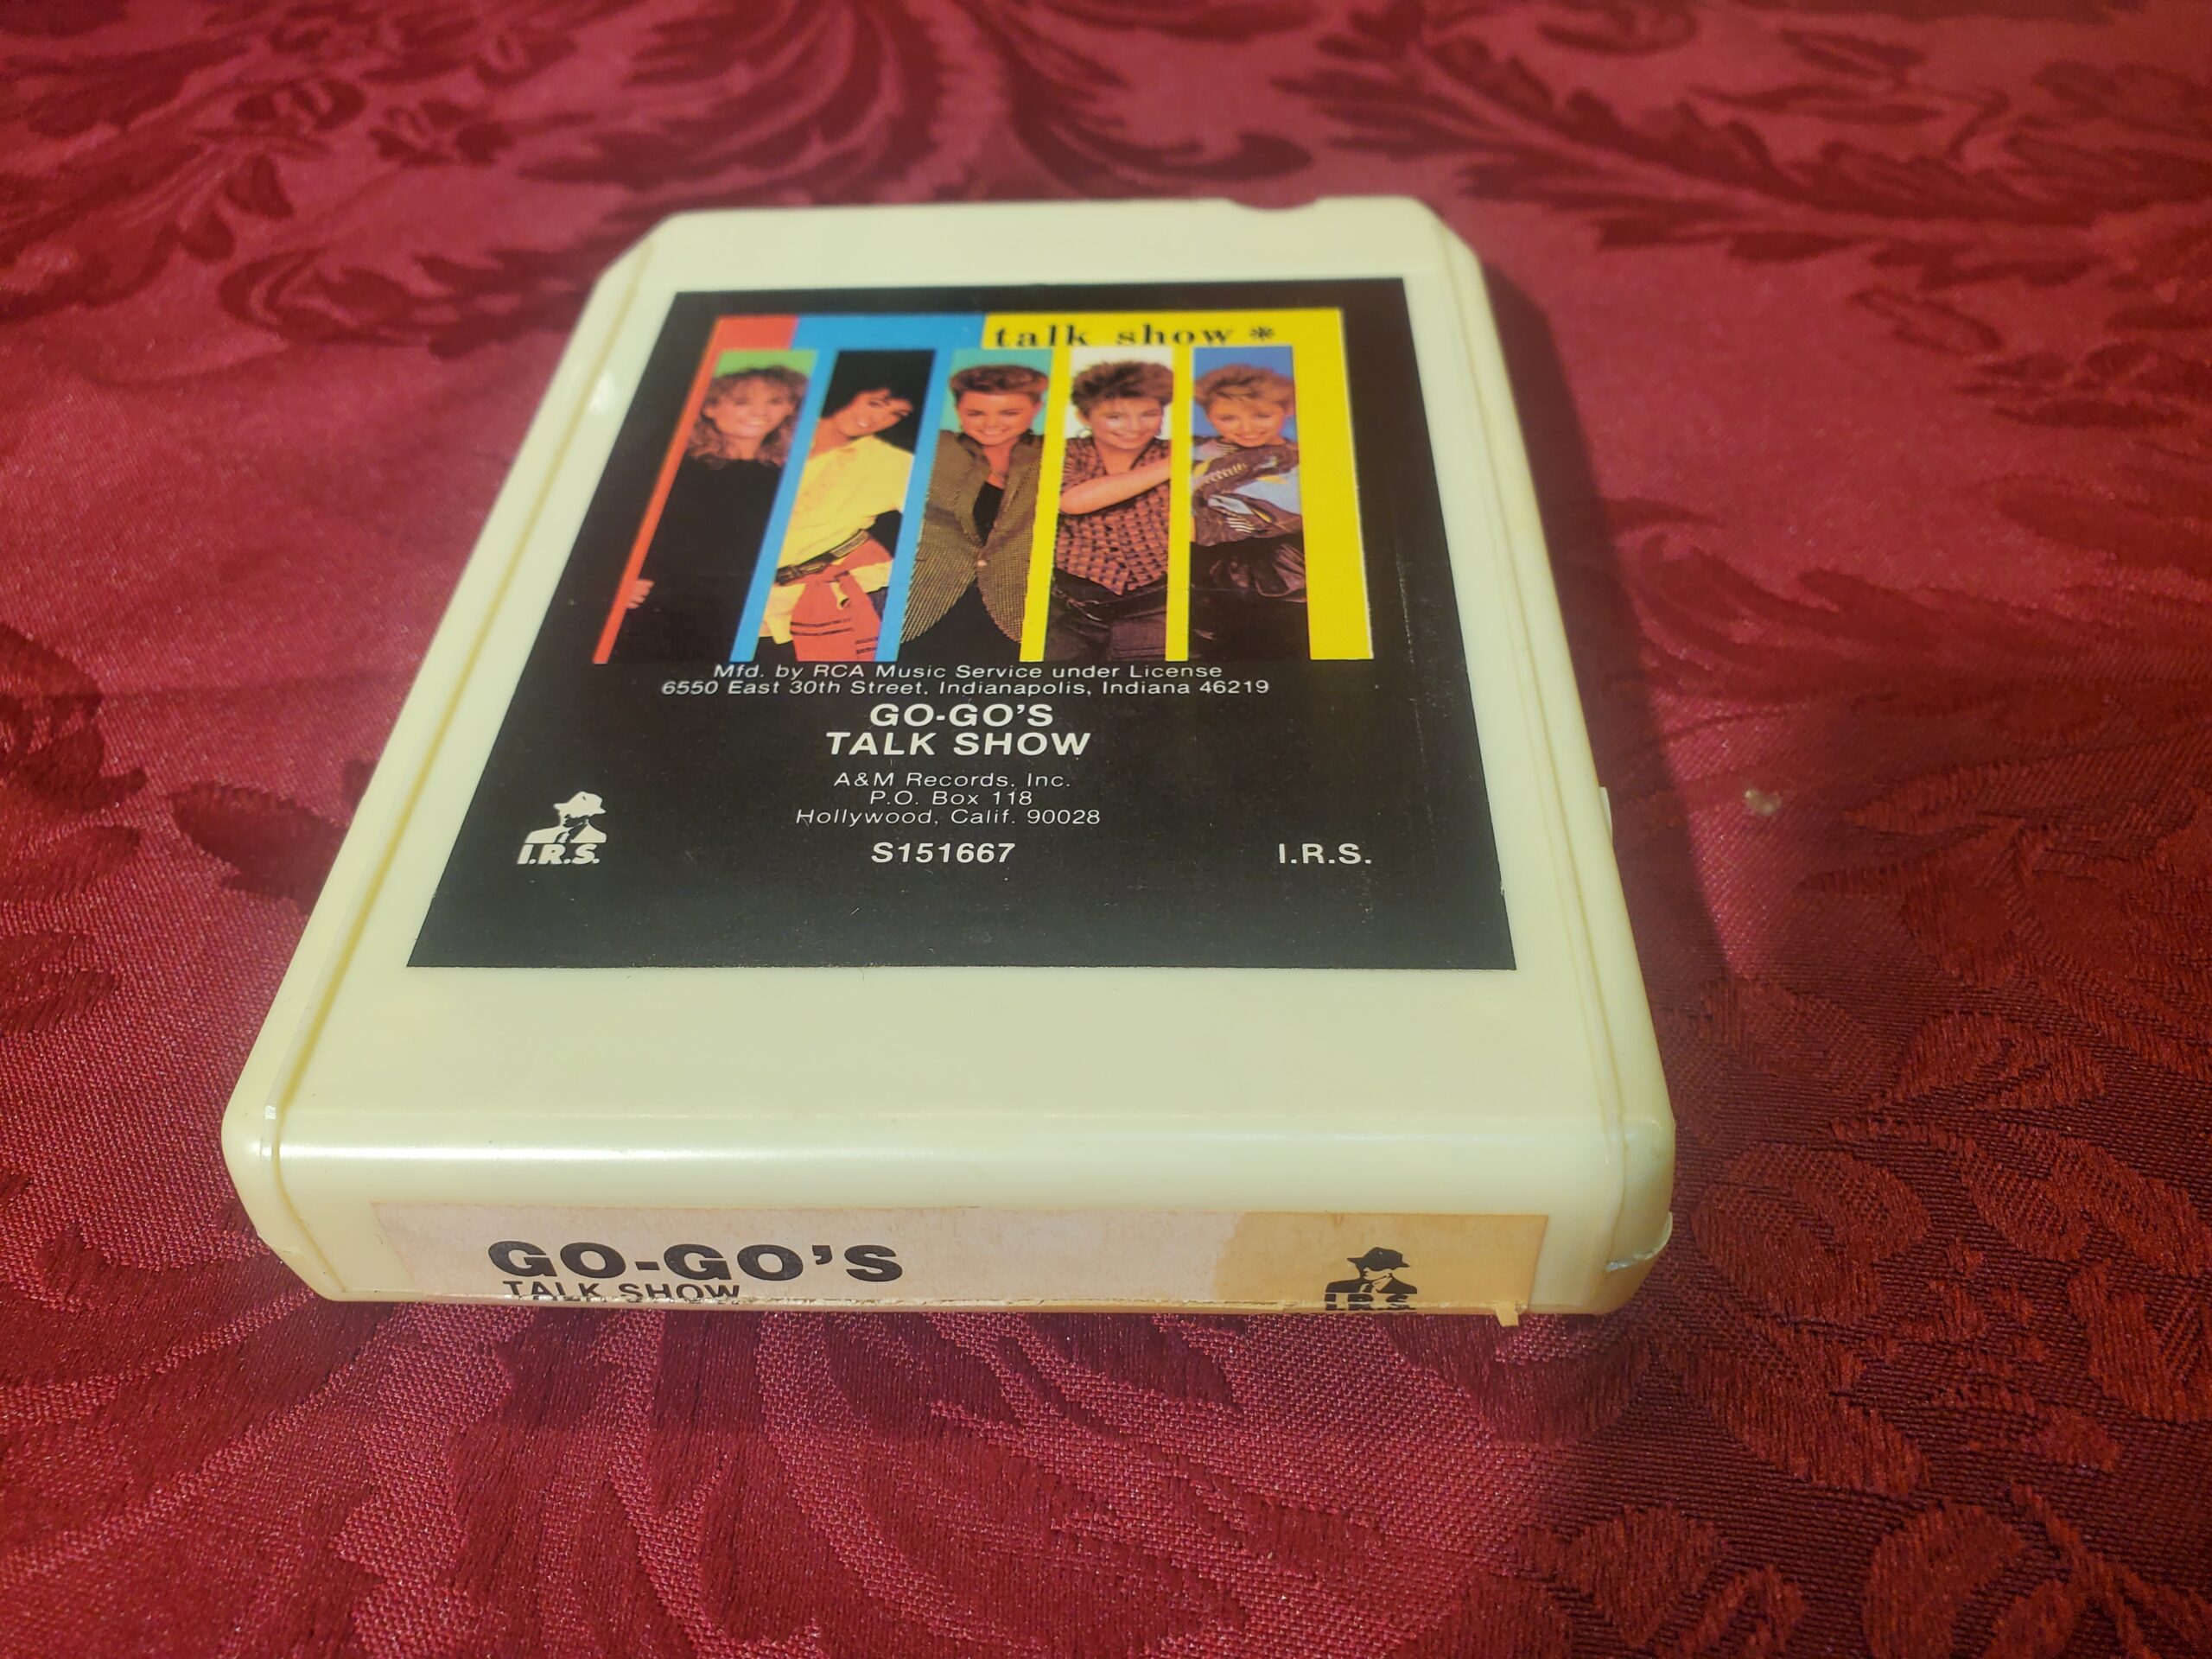 talk show *
Mfd. by RCA Music Service under License
6550 East 30th Street, Indianapolis, Indiana 46219
GO-GO'S
TALK SHOW
A&M Records, Inc.
P.O. Box 118
Hollywood, Calif. 90028
I.R.S. S151667 I.R.S.
GO-GO'S
TALK SHOW
I.R.S.